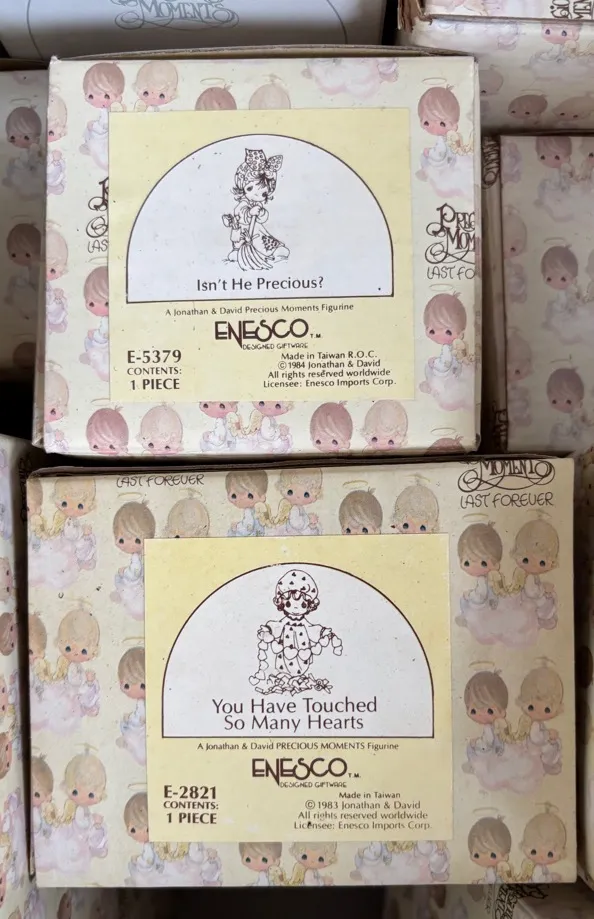 MOMENTS
Isn't He Precious?
A Jonathan & David Precious Moments Figurine
ENESCO T.M.
DESIGNED GIFTWARE
E-5379
CONTENTS:
1 PIECE
Made in Taiwan R.O.C.
©1984 Jonathan & David
All rights reserved worldwide
Licensee: Enesco Imports Corp.
LAST FO
LAST FOREVER
MOMENTS
LAST FOREVER
You Have Touched
So Many Hearts
A Jonathan & David PRECIOUS MOMENTS Figurine
ENESCO T.M.
DESIGNED GIFTWARE
E-2821
CONTENTS:
1 PIECE
Made in Taiwan
©1983 Jonathan & David
All rights reserved worldwide
Licensee: Enesco Imports Corp.